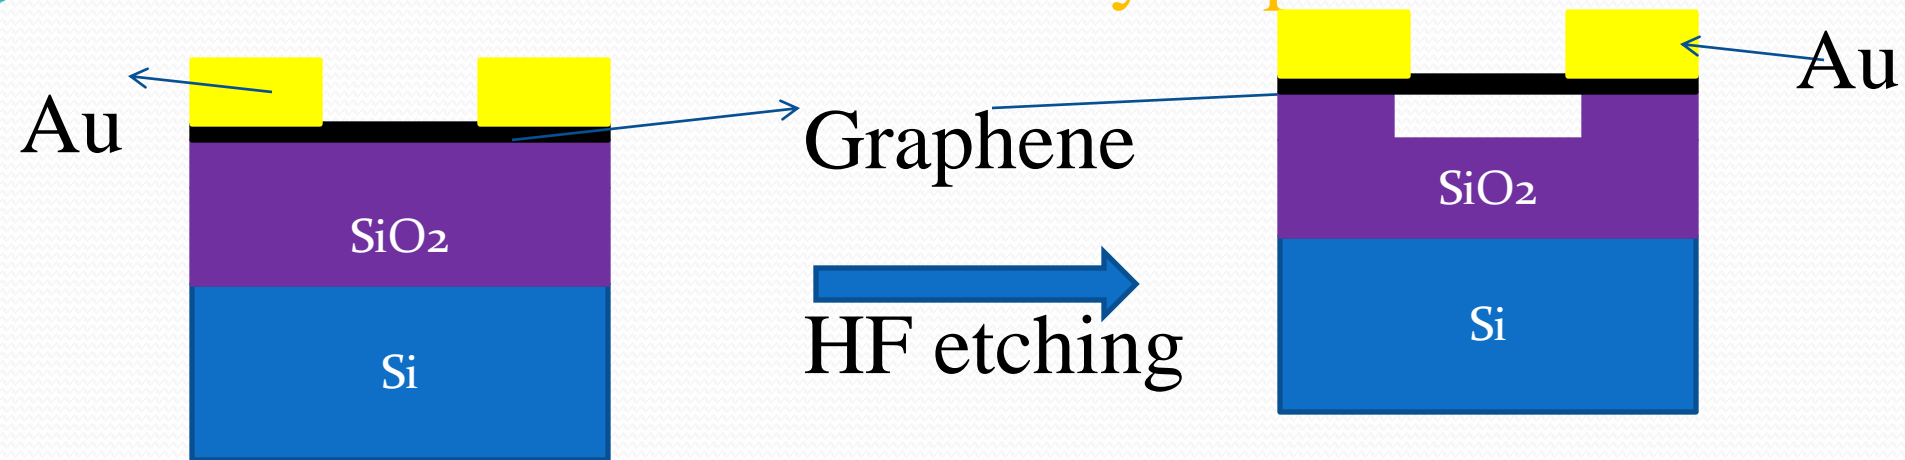 Au
SiO2
Si
Graphene
HF etching
Au
SiO2
Si